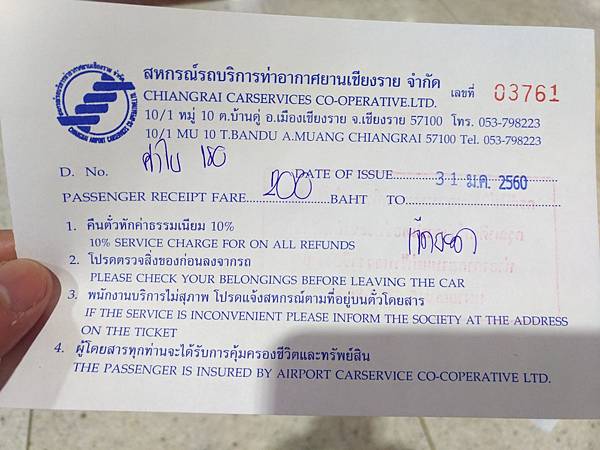 สหกรณ์รถบริการท่าอากาศยานเชียงราย จำกัด
เลขที่ 03761
CHIANGRAI CARSERVICES CO-OPERATIVE.LTD.
10/1 หมู่ 10 ต.บ้านดู่ อ.เมืองเชียงราย จ.เชียงราย 57100 โทร. 053-798223
10/1 MU 10 T.BANDU A.MUANG CHIANGRAI 57100 Tel. 053-798223
D. No. DATE OF ISSUE 31 ม.ค. 2560
PASSENGER RECEIPT FARE 200 BAHT TO
1. คืนตั๋วหักค่าธรรมเนียม 10%
10% SERVICE CHARGE FOR ON ALL REFUNDS
2. โปรดตรวจสิ่งของก่อนลงจากรถ
PLEASE CHECK YOUR BELONGINGS BEFORE LEAVING THE CAR
3. พนักงานบริการไม่สุภาพ โปรดแจ้งสหกรณ์ตามที่อยู่บนตั๋วโดยสาร
IF THE SERVICE IS INCONVENIENT PLEASE INFORM THE SOCIETY AT THE ADDRESS
ON THE TICKET
4. ผู้โดยสารทุกท่านจะได้รับการคุ้มครองชีวิตและทรัพย์สิน
THE PASSENGER IS INSURED BY AIRPORT CARSERVICE CO-COPERATIVE LTD.